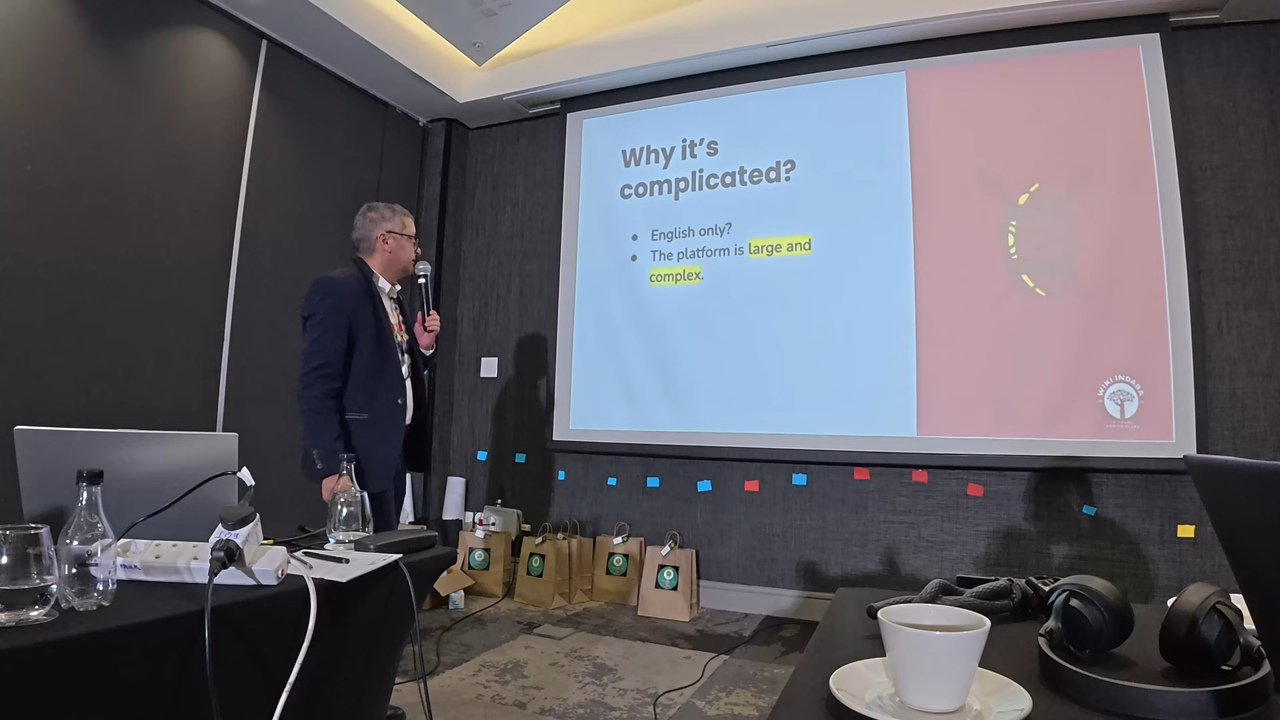 Why it's
complicated?
● English only?
● The platform is large and
complex.
WIKI INDABA